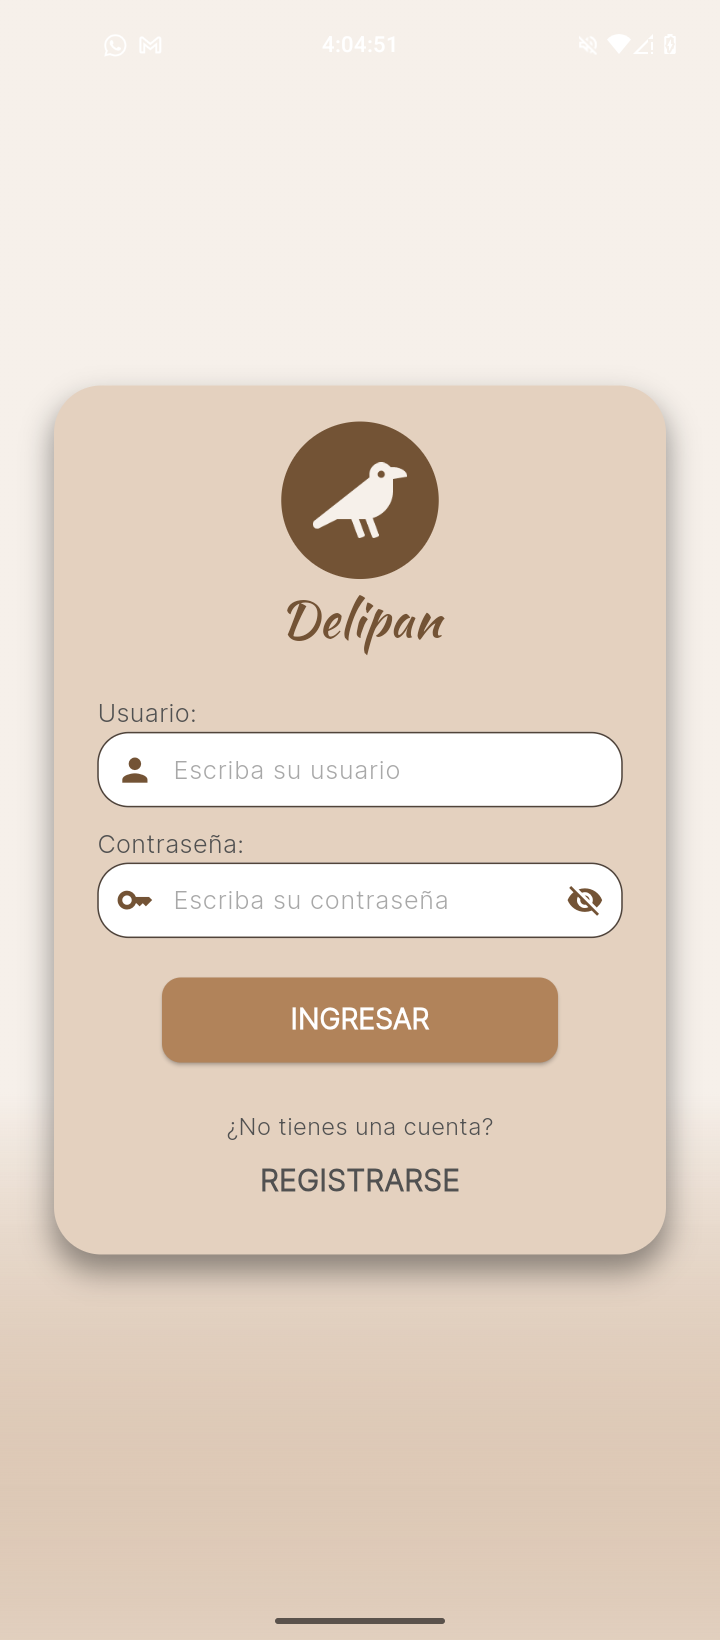 4:04:51
Delipan
Usuario:
Escriba su usuario
Contraseña:
Escriba su contraseña
INGRESAR
¿No tienes una cuenta?
REGISTRARSE